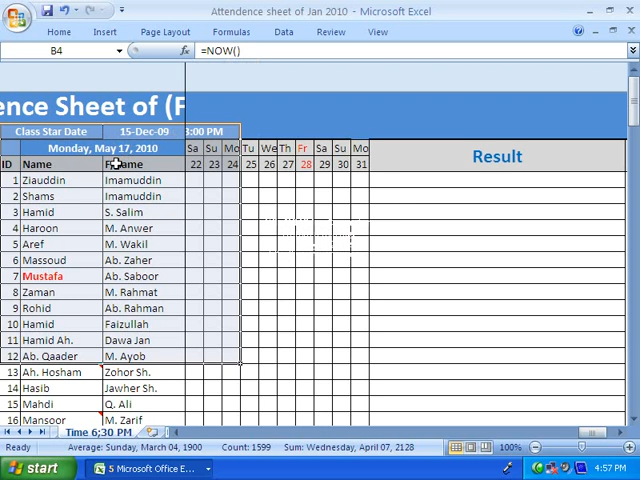 Attendence sheet of Jan 2010 - Microsoft Excel
Home Insert Page Layout Formulas Data Review View
B4 fx =NOW()
ence Sheet of (F
Class Star Date 15-Dec-09 3:00 PM
Monday, May 17, 2010 Sa Su Mo Tu We Th Fr Sa Su Mo
ID Name 22 23 24 25 26 27 28 29 30 31 Result
1 Ziauddin Imamuddin
2 Shams Imamuddin
3 Hamid S. Salim
4 Haroon M. Anwer
5 Aref M. Wakil
6 Massoud Ab. Zaher
7 Mustafa Ab. Saboor
8 Zaman M. Rahmat
9 Rohid Ab. Rahman
10 Hamid Faizullah
11 Hamid Ah. Dawa Jan
12 Ab. Qaader M. Ayob
13 Ah. Hosham Zohor Sh.
14 Hasib Jawher Sh.
15 Mahdi Q. Ali
16 Mansoor M. Zarif
Time 6;30 PM
Ready Average: Sunday, March 04, 1900 Count: 1599 Sum: Wednesday, April 07, 2128 100%
start 5 Microsoft Office E... 4:57 PM